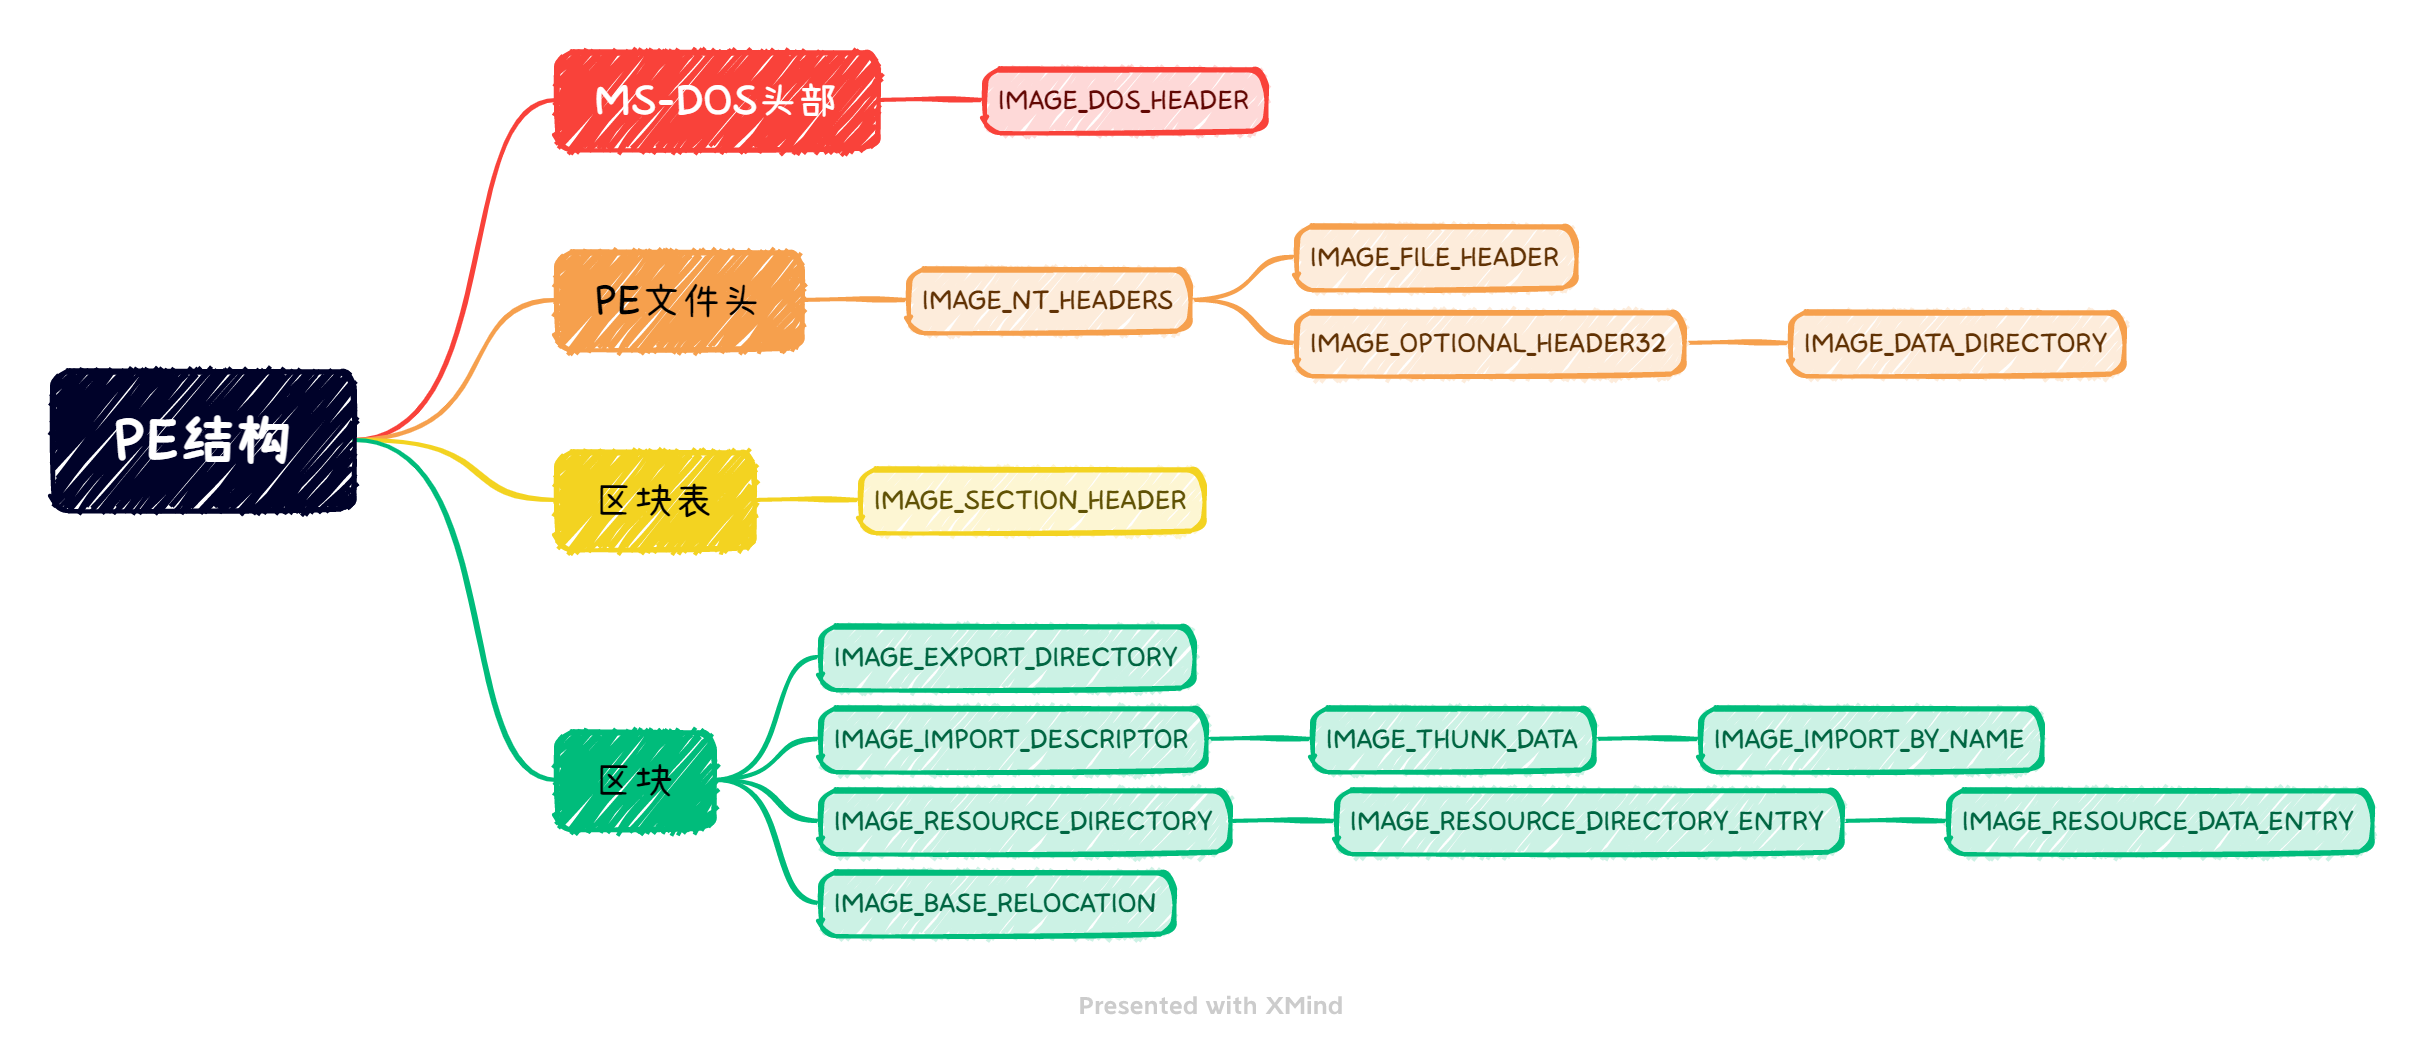 MS-DOS头部
IMAGE_DOS_HEADER
PE文件头
IMAGE_NT_HEADERS
IMAGE_FILE_HEADER
IMAGE_OPTIONAL_HEADER32
IMAGE_DATA_DIRECTORY
PE结构
区块表
IMAGE_SECTION_HEADER
区块
IMAGE_EXPORT_DIRECTORY
IMAGE_IMPORT_DESCRIPTOR
IMAGE_THUNK_DATA
IMAGE_IMPORT_BY_NAME
IMAGE_RESOURCE_DIRECTORY
IMAGE_RESOURCE_DIRECTORY_ENTRY
IMAGE_RESOURCE_DATA_ENTRY
IMAGE_BASE_RELOCATION
Presented with XMind